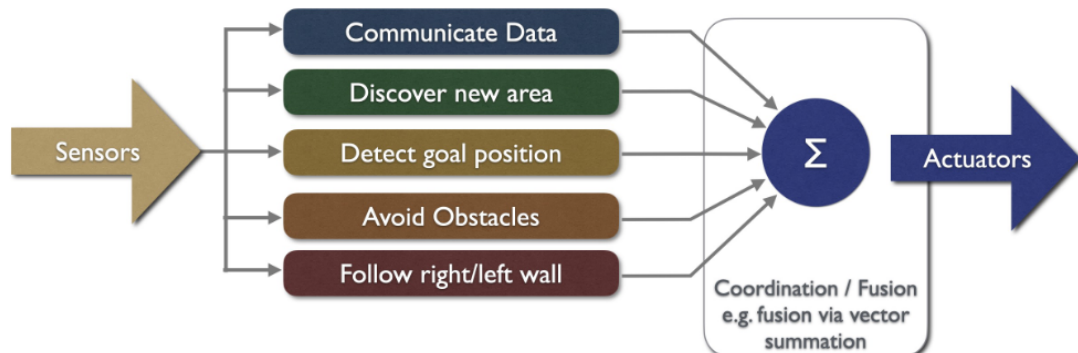 Communicate Data
Discover new area
Sensors
Detect goal position
Σ
Actuators
Avoid Obstacles
Follow right/left wall
Coordination / Fusion
e.g. fusion via vector
summation